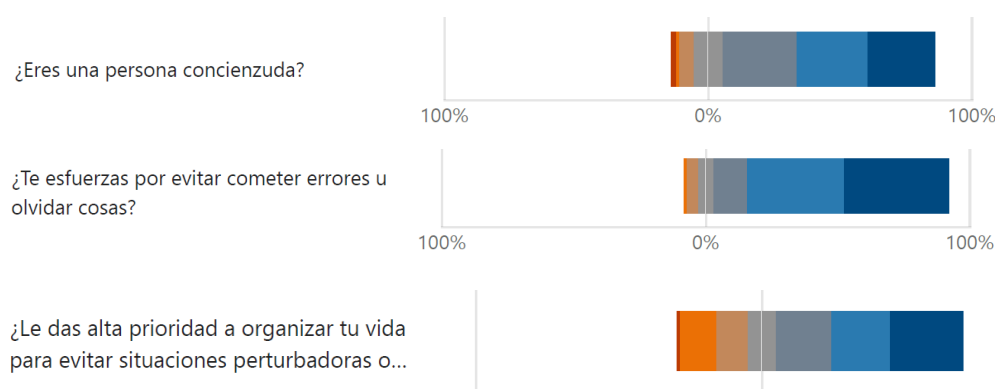 ¿Eres una persona concienzuda?
100% 0% 100%
¿Te esfuerzas por evitar cometer errores u
olvidar cosas?
100% 0% 100%
¿Le das alta prioridad a organizar tu vida
para evitar situaciones perturbadoras o...